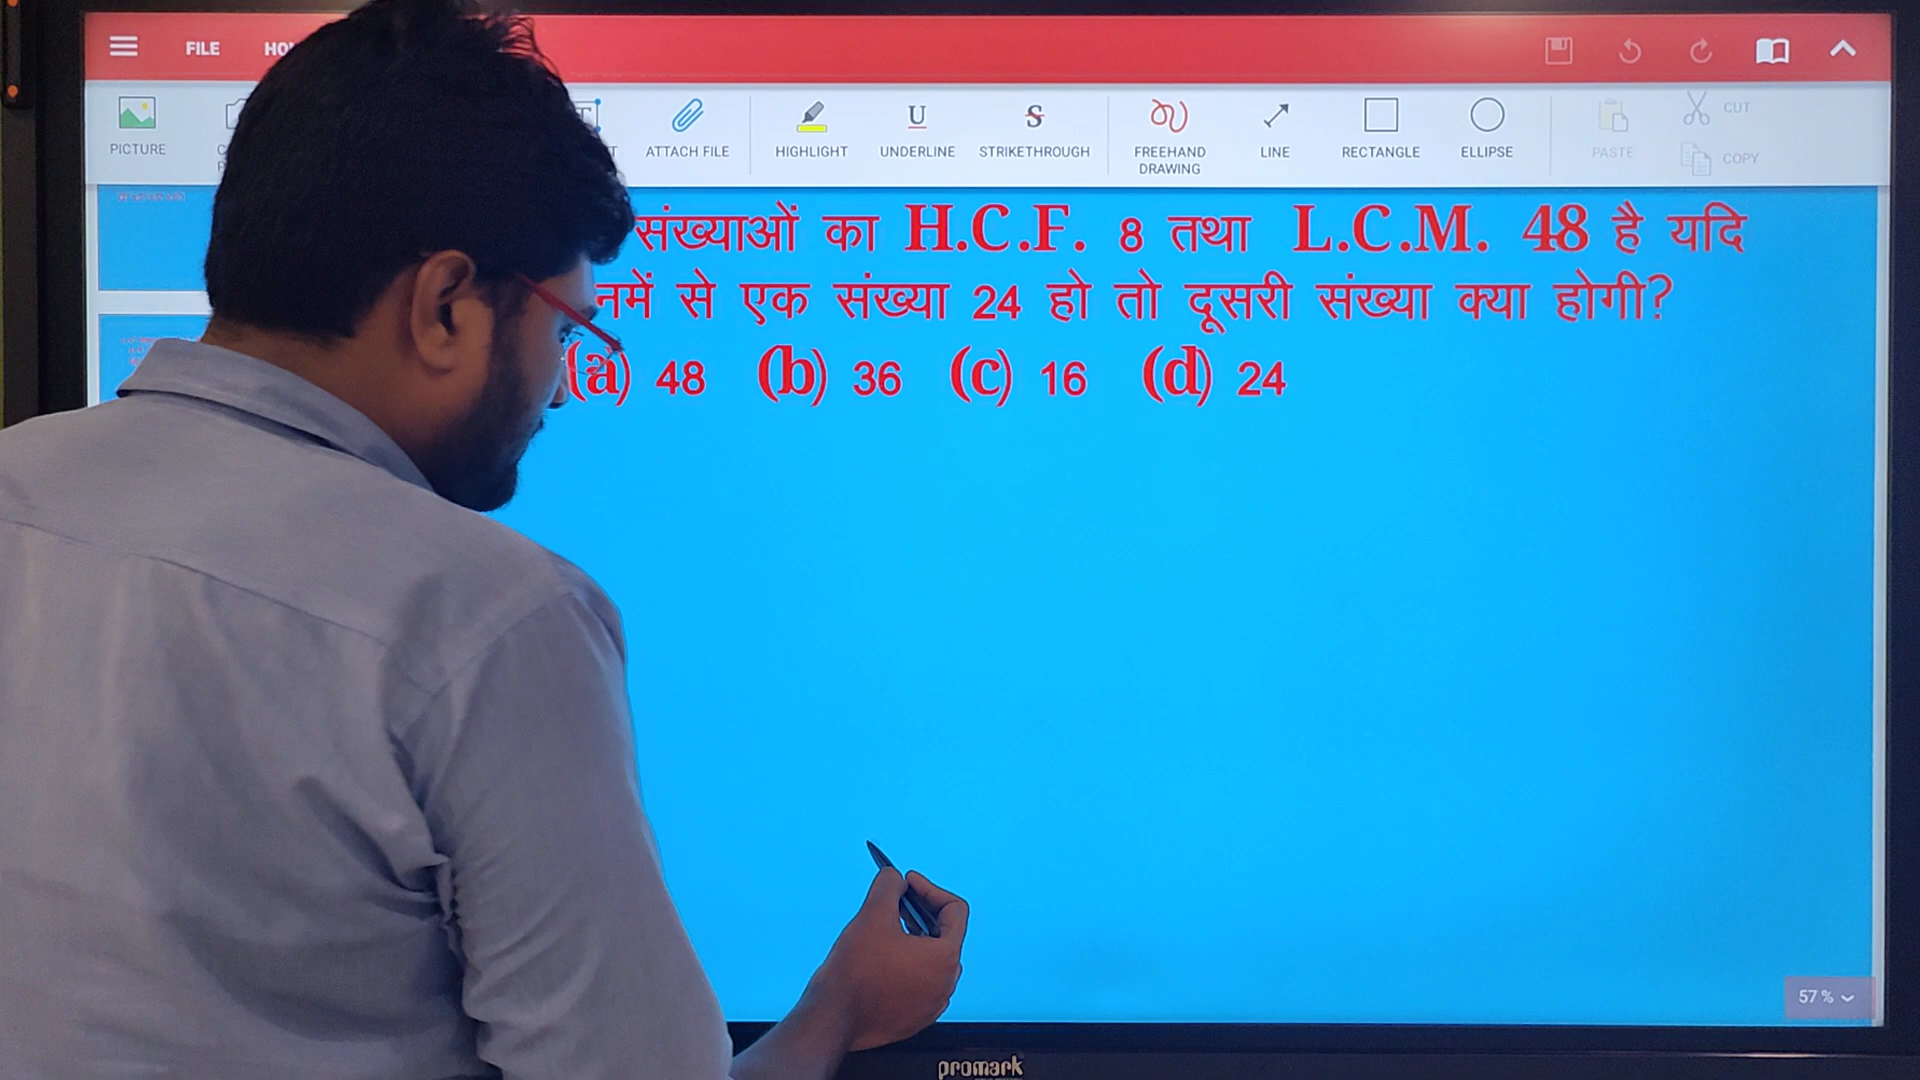 FILE
PICTURE
ATTACH FILE
HIGHLIGHT
U
UNDERLINE
S
STRIKETHROUGH
FREEHAND DRAWING
LINE
RECTANGLE
ELLIPSE
PASTE
CUT
COPY
संख्याओं का H.C.F. 8 तथा L.C.M. 48 है यदि
से एक संख्या 24 हो तो दूसरी संख्या क्या होगी?
(a) 48 (b) 36 (c) 16 (d) 24
57 %
promark